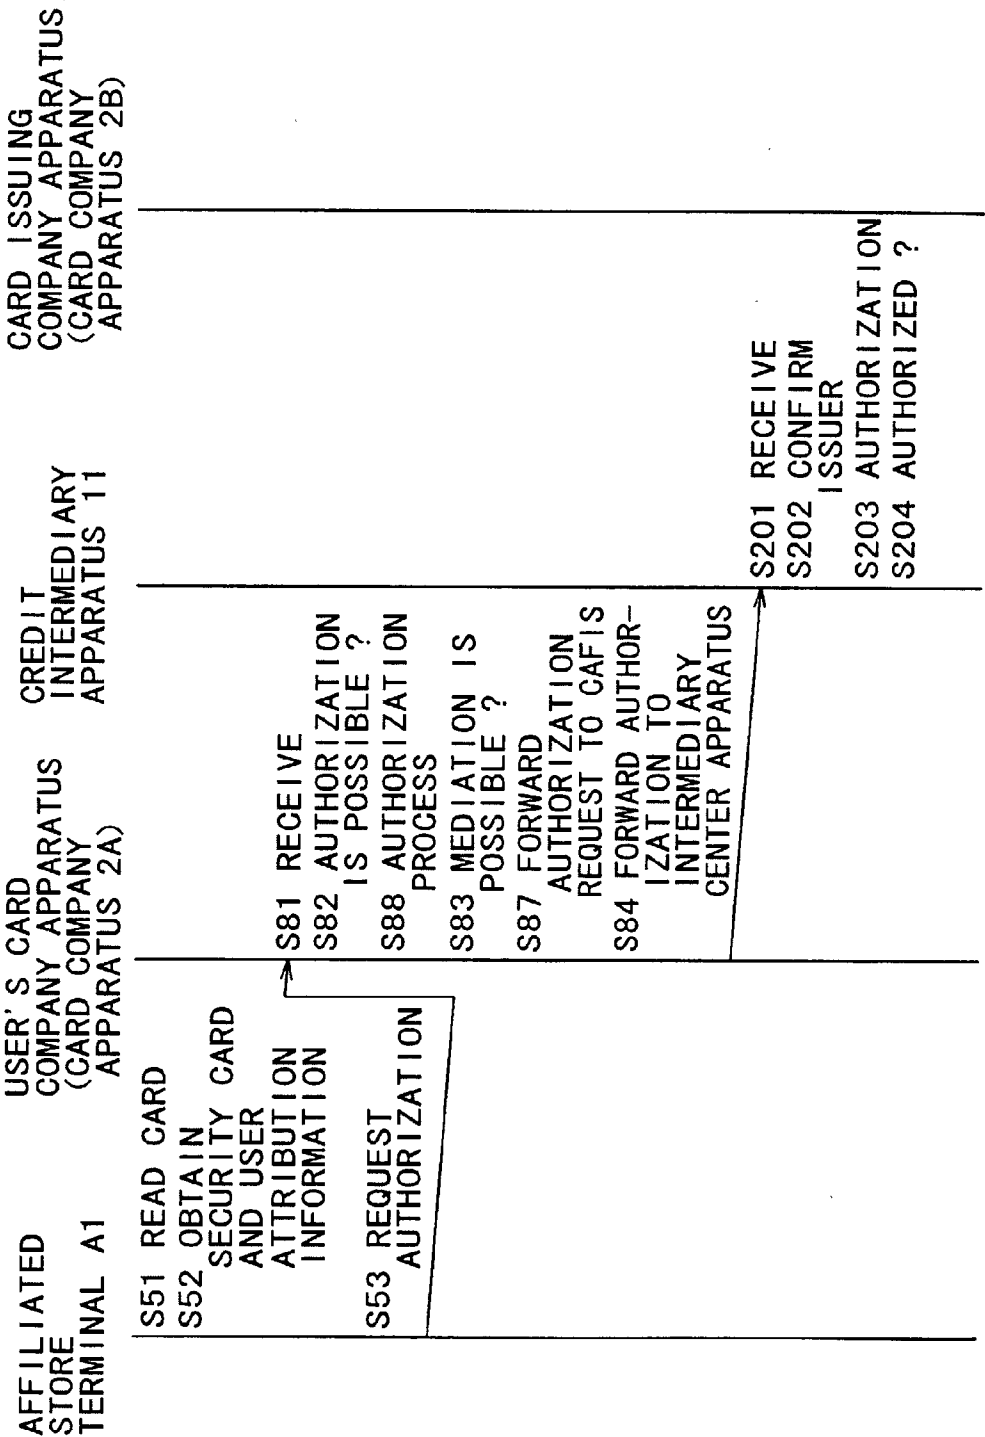 AFFILIATED
STORE
TERMINAL A1
USER'S CARD
COMPANY APPARATUS
(CARD COMPANY
APPARATUS 2A)
CREDIT
INTERMEDIARY
APPARATUS 11
CARD ISSUING
COMPANY APPARATUS
(CARD COMPANY
APPARATUS 2B)
S51 READ CARD
S52 OBTAIN
SECURITY CARD
AND USER
ATTRIBUTION
INFORMATION
S53 REQUEST
AUTHORIZATION
S81 RECEIVE
S82 AUTHORIZATION
IS POSSIBLE ?
S88 AUTHORIZATION
PROCESS
S83 MEDIATION IS
POSSIBLE ?
S87 FORWARD
AUTHORIZATION
REQUEST TO CAFIS
S84 FORWARD AUTHOR-
IZATION TO
INTERMEDIARY
CENTER APPARATUS
S201 RECEIVE
S202 CONFIRM
ISSUER
S203 AUTHORIZATION
S204 AUTHORIZED ?